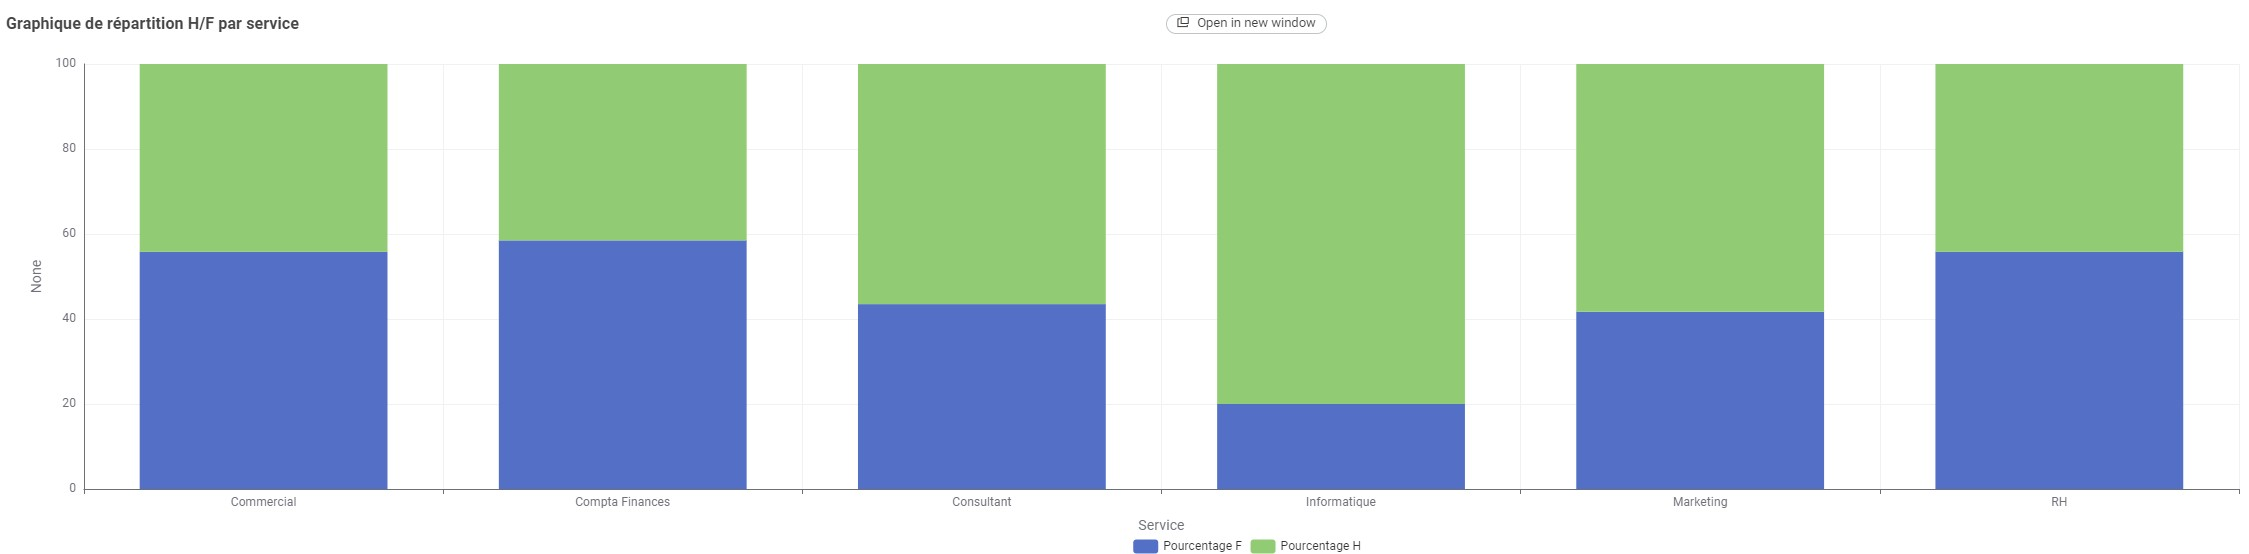 Graphique de répartition H/F par service
Open in new window
100
80
60
40
20
0
None
Commercial
Compta Finances
Consultant
Informatique
Marketing
RH
Service
Pourcentage F
Pourcentage H